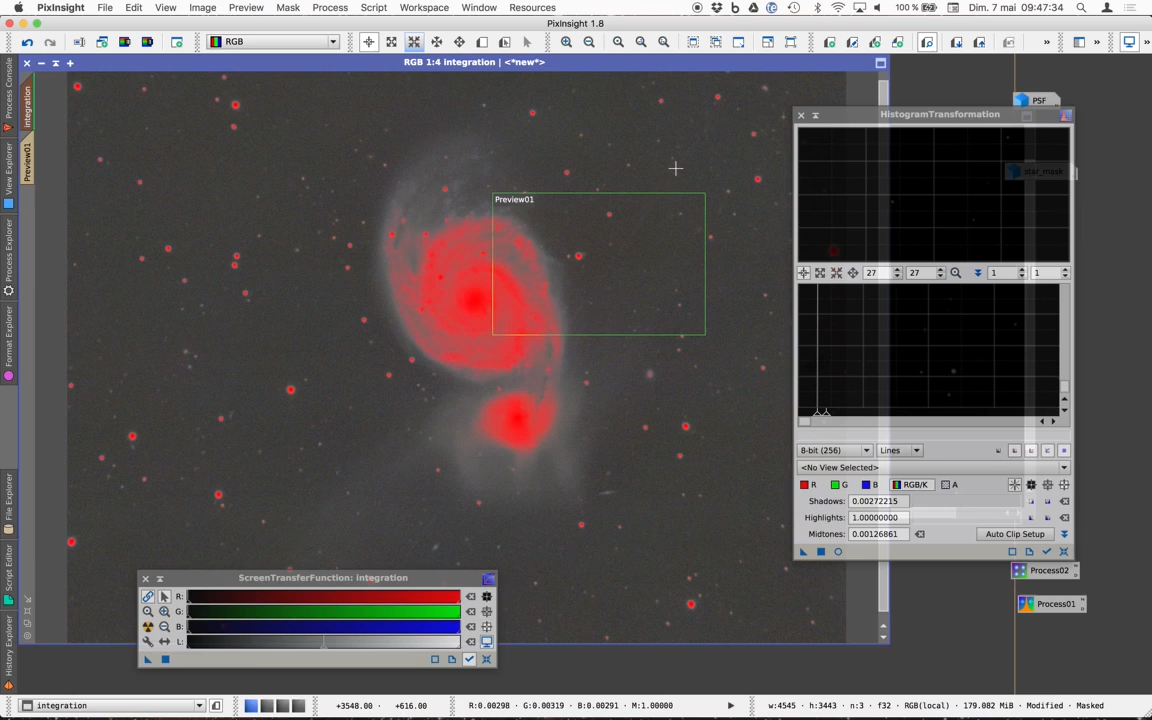 PixInsight File Edit View Image Preview Mask Process Script Workspace Window Resources 100 % Dim. 7 mai 09:47:34
PixInsight 1.8
RGB
RGB 1:4 integration | <*new*>
Process Console
View Explorer
Process Explorer
Format Explorer
File Explorer
Script Editor
History Explorer
integration
Preview01
Preview01
PSF
HistogramTransformation
star_mask
27 27 1 1
8-bit (256) Lines
<No View Selected>
R G B RGB/K A
Shadows: 0.00272215
Highlights: 1.00000000
Midtones: 0.00126861 Auto Clip Setup
Process02
Process01
ScreenTransferFunction: integration
R:
G:
B:
L:
integration +3548.00 · +616.00 · R:0.00298 · G:0.00319 · B:0.00291 · M:1.00000 w:4545 · h:3443 · n:3 · f32 · RGB(local) · 179.082 MiB · Modified · Masked